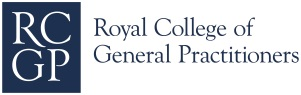 RC
GP
Royal College of
General Practitioners